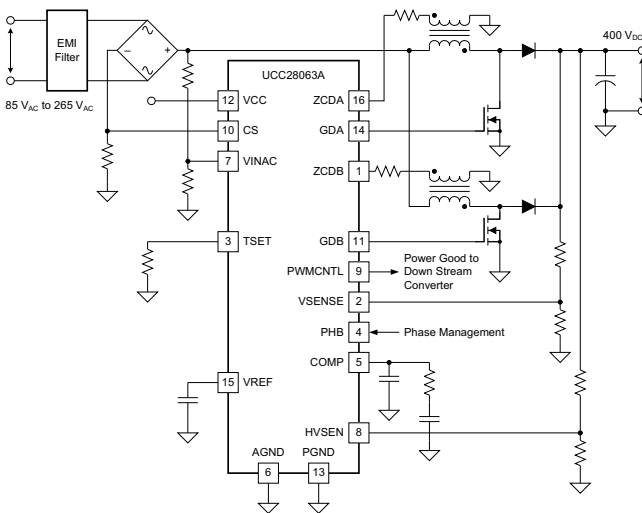 EMI
Filter
85 VAC to 265 VAC
400 VDC
UCC28063A
12 VCC
10 CS
7 VINAC
3 TSET
15 VREF
ZCDA 16
GDA 14
ZCDB 1
GDB 11
PWMCNTL 9
VSENSE 2
PHB 4
COMP 5
HVSEN 8
Power Good to
Down Stream
Converter
Phase Management
AGND PGND
6 13